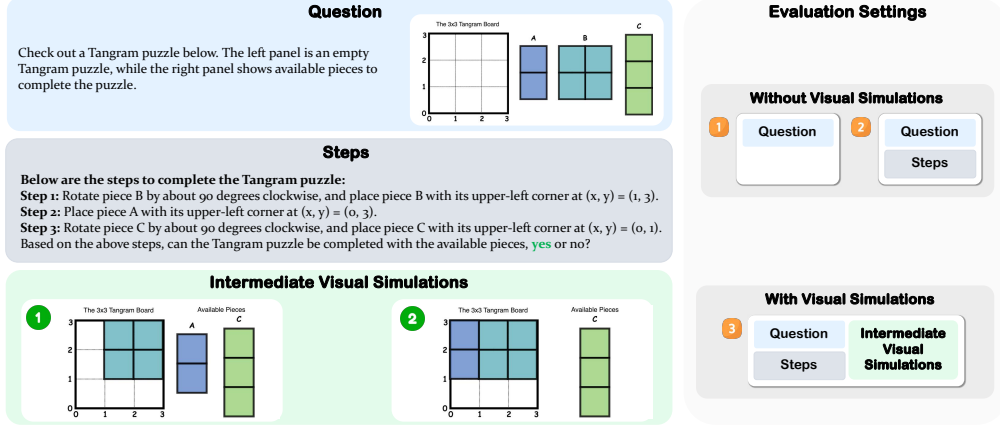 Question
Check out a Tangram puzzle below. The left panel is an empty
Tangram puzzle, while the right panel shows available pieces to
complete the puzzle.
The 3x3 Tangram Board
A
B
C
3
2
1
0
0 1 2 3
Steps
Below are the steps to complete the Tangram puzzle:
Step 1: Rotate piece B by about 90 degrees clockwise, and place piece B with its upper-left corner at (x, y) = (1, 3).
Step 2: Place piece A with its upper-left corner at (x, y) = (0, 3).
Step 3: Rotate piece C by about 90 degrees clockwise, and place piece C with its upper-left corner at (x, y) = (0, 1).
Based on the above steps, can the Tangram puzzle be completed with the available pieces, yes or no?
Intermediate Visual Simulations
1
The 3x3 Tangram Board
Available Pieces
A
C
3
2
1
0
0 1 2 3
2
The 3x3 Tangram Board
Available Pieces
C
3
2
1
0
0 1 2 3
Evaluation Settings
Without Visual Simulations
1
Question
2
Question
Steps
With Visual Simulations
3
Question
Steps
Intermediate
Visual
Simulations